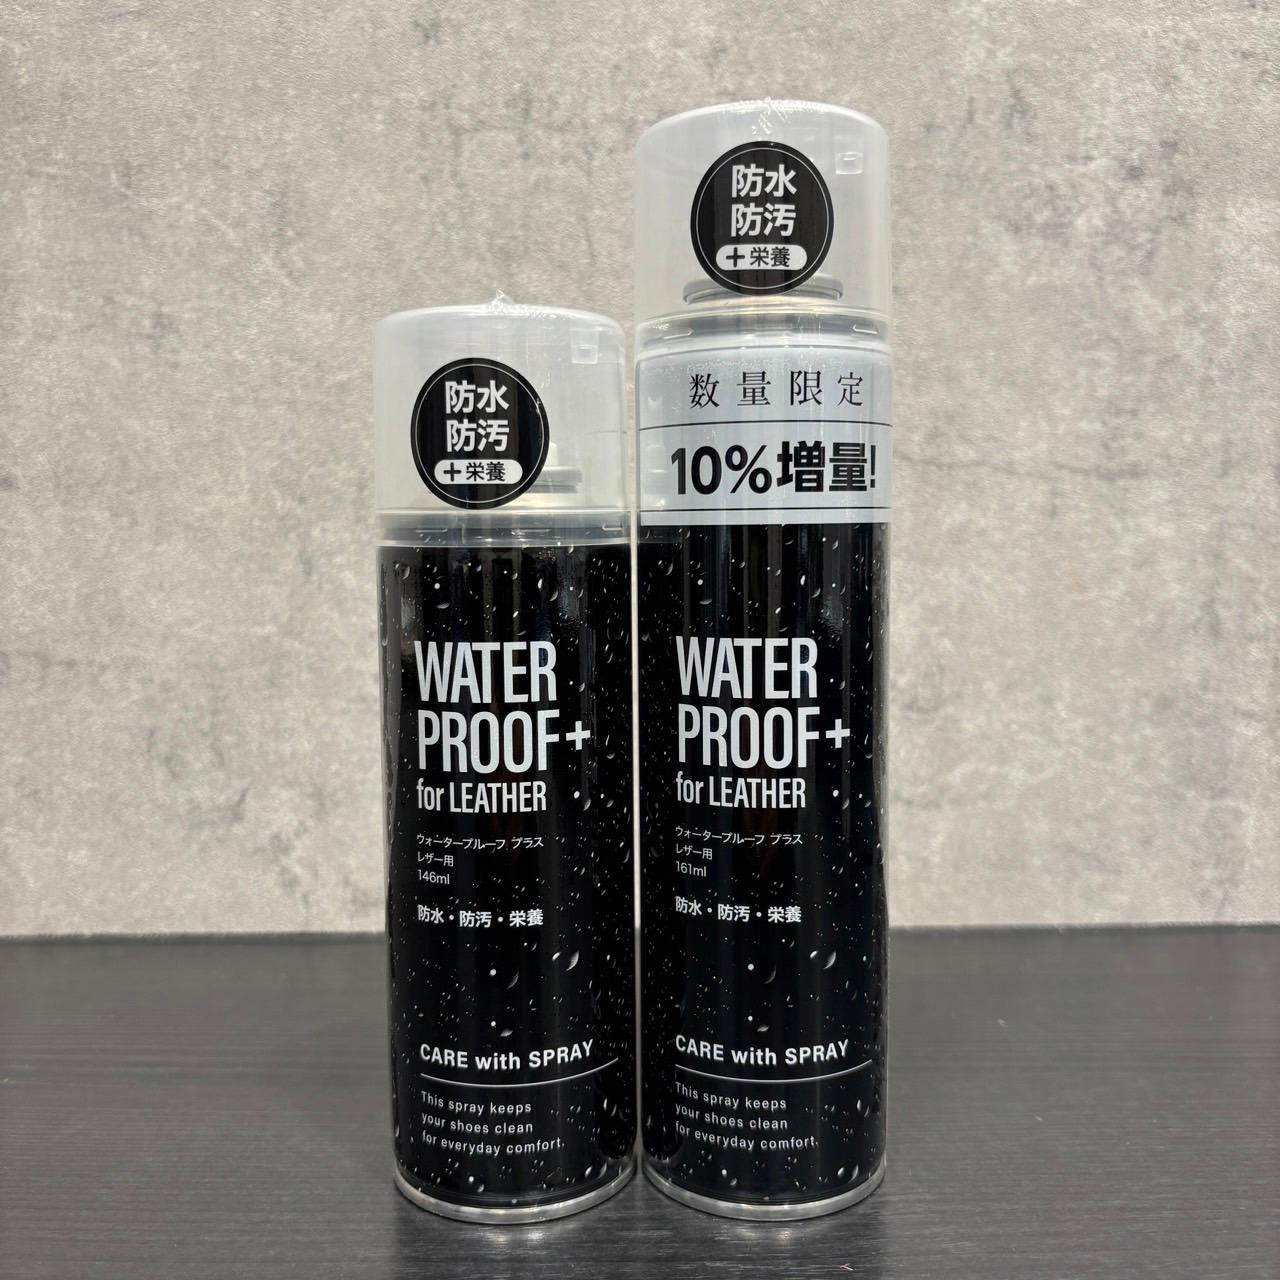 防水
防汚
+栄養
WATER
PROOF+
for LEATHER
ウォータープルーフ プラス
レザー用
146ml
防水・防汚・栄養
CARE with SPRAY
This spray keeps
your shoes clean
for everyday comfort.
防水
防汚
+栄養
数量限定
10%増量!
WATER
PROOF+
for LEATHER
ウォータープルーフ プラス
レザー用
161ml
防水・防汚・栄養
CARE with SPRAY
This spray keeps
your shoes clean
for everyday comfort.